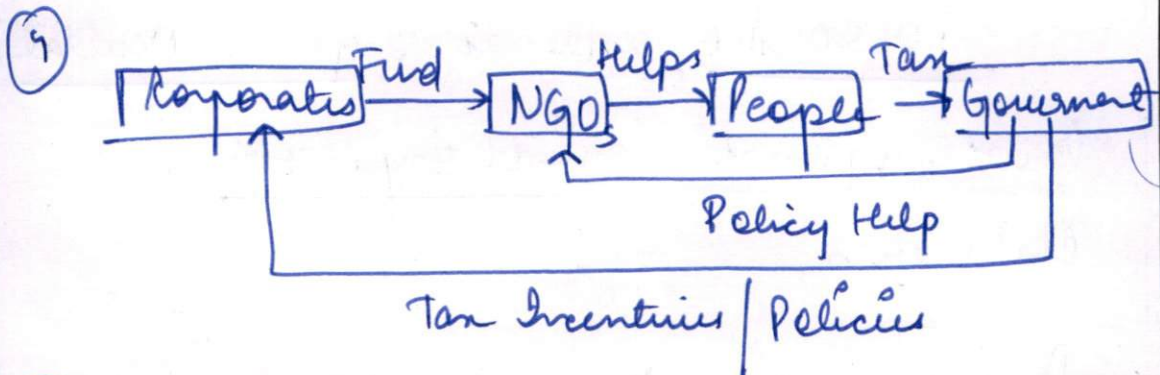 4
Fund Helps Tax
Corporates NGO People Government
Policy Help
Tax Incentives | Policies